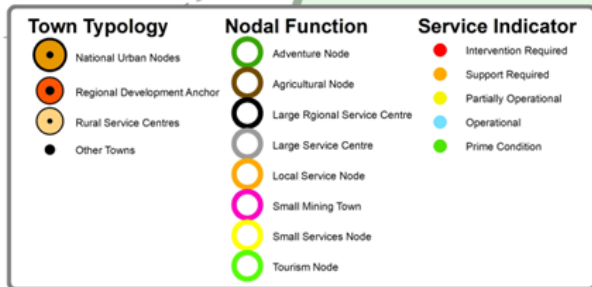 Town Typology
National Urban Nodes
Regional Development Anchor
Rural Service Centres
Other Towns
Nodal Function
Adventure Node
Agricultural Node
Large Rgional Service Centre
Large Service Centre
Local Service Node
Small Mining Town
Small Services Node
Tourism Node
Service Indicator
Intervention Required
Support Required
Partially Operational
Operational
Prime Condition